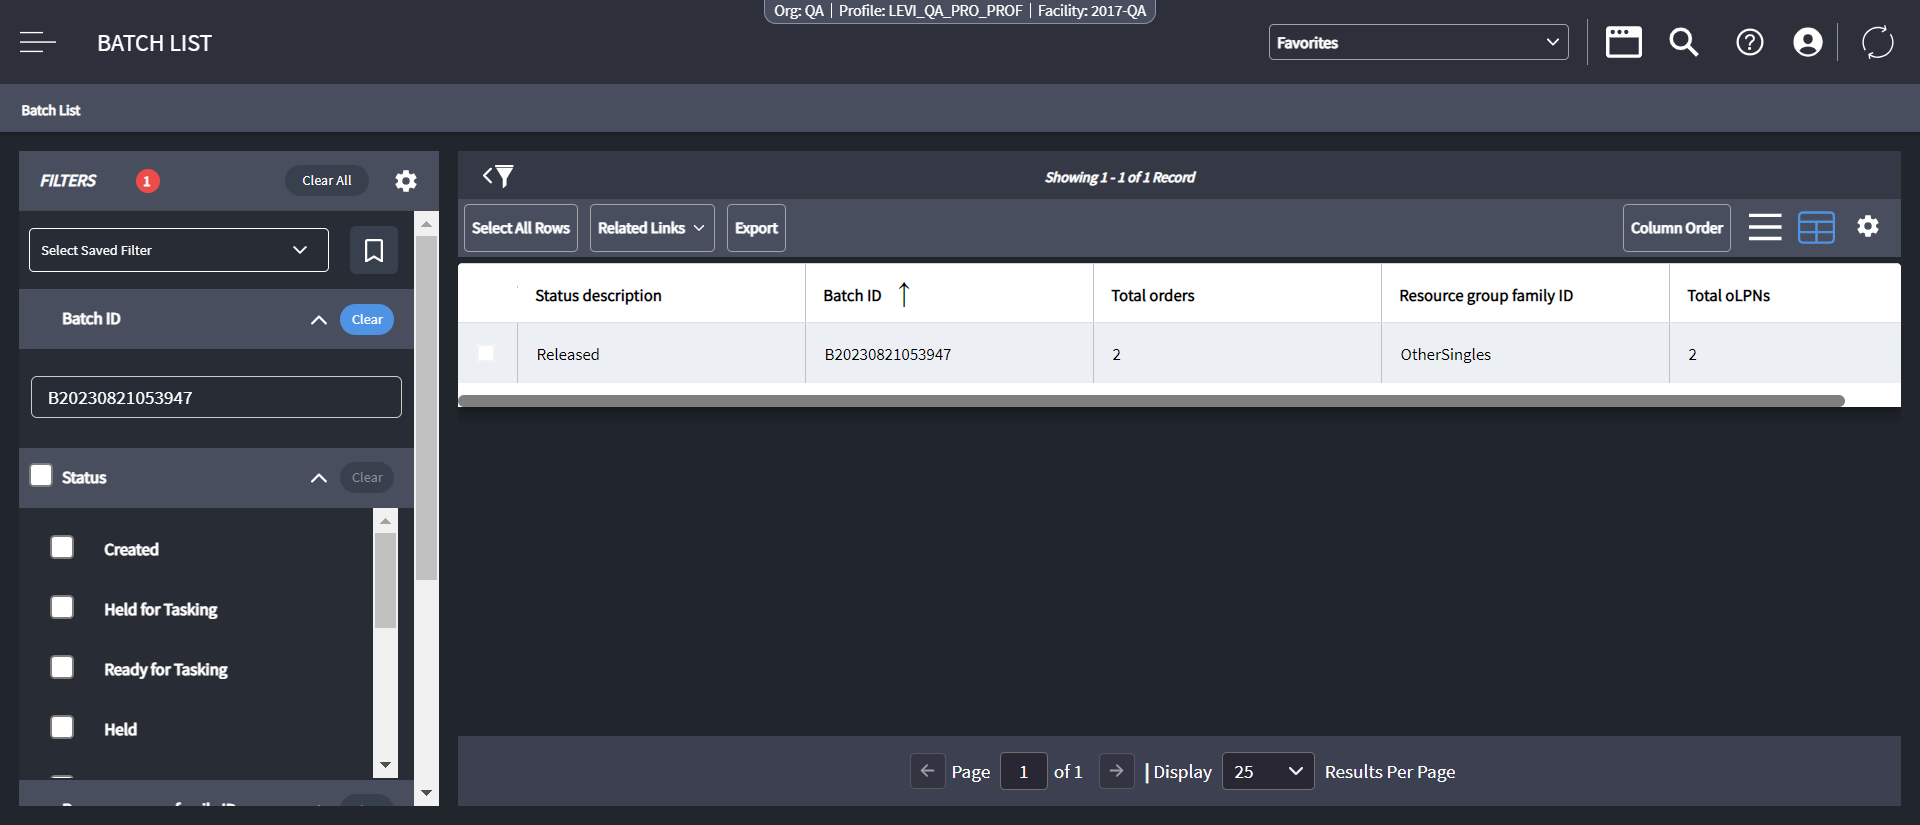 Org: QA | Profile: LEVI_QA_PRO_PROF | Facility: 2017-QA
BATCH LIST
Favorites
Batch List
FILTERS
1
Clear All
Select Saved Filter
Batch ID
Clear
B20230821053947
Status
Clear
Created
Held for Tasking
Ready for Tasking
Held
Showing 1 - 1 of 1 Record
Select All Rows
Related Links
Export
Column Order
Status description
Batch ID
Total orders
Resource group family ID
Total oLPNs
Released
B20230821053947
2
OtherSingles
2
Page 1 of 1 | Display 25 Results Per Page